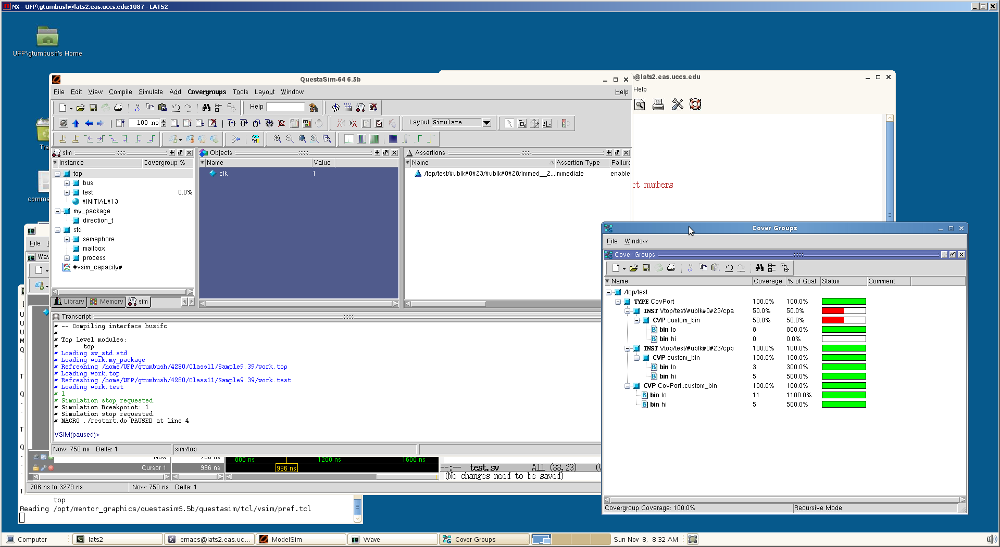 NX - UFP\gtumbush@lats2.eas.uccs.edu:1087 - LATS2
UFP\gtumbush's Home
Tra
comma
QuestaSim-64 6.5b
File Edit View Compile Simulate Add Covergroups Tools Layout Window Help
Help
100 ns
Layout Simulate
sim
Instance Covergroup %
top
bus
test 0.0%
#INITIAL#13
my_package
direction_t
std
semaphore
mailbox
process
#vsim_capacity#
Library Memory sim
Objects
Name Value
clk 1
Assertions
Name Assertion Type Failure
/top/test/#ublk#0#23/#ublk#0#28/immed__2... Immediate enable
@lats2.eas.uccs.edu
Help
rt numbers
Transcript
# -- Compiling interface busifc
#
# Top level modules:
# top
# Loading sv_std.std
# Loading work.my_package
# Refreshing /home/UFP/gtumbush/4280/Class11/Sample9.39/work.top
# Loading work.top
# Refreshing /home/UFP/gtumbush/4280/Class11/Sample9.39/work.test
# Loading work.test
# 1
# Simulation stop requested.
# Simulation Breakpoint: 1
# Simulation stop requested.
# MACRO ./restart.do PAUSED at line 4
VSIM(paused)>
Now: 750 ns Delta: 1 sim:/top
Cover Groups
File Window
Cover Groups
Name Coverage % of Goal Status Comment
/top/test
TYPE CovPort 100.0% 100.0%
INST Vtop/test/#ublk#0#23/cpa 50.0% 50.0%
CVP custom_bin 50.0% 50.0%
bin lo 8 800.0%
bin hi 0 0.0%
INST Vtop/test/#ublk#0#23/cpb 100.0% 100.0%
CVP custom_bin 100.0% 100.0%
bin lo 3 300.0%
bin hi 5 500.0%
CVP CovPort::custom_bin 100.0% 100.0%
bin lo 11 1100.0%
bin hi 5 500.0%
Covergroup Coverage: 100.0% Recursive Mode
File
Wav
800 ns 1200 ns 1600 ns
Cursor 1 996 ns 996 ns
706 ns to 3279 ns Now: 750 ns Delta: 1
--:-- test.sv All (33,23)
(No changes need to be saved)
top
Reading /opt/mentor_graphics/questasim6.5b/questasim/tcl/vsim/pref.tcl
Computer lats2 emacs@lats2.eas.uc... ModelSim Wave Cover Groups Sun Nov 8, 8:32 AM